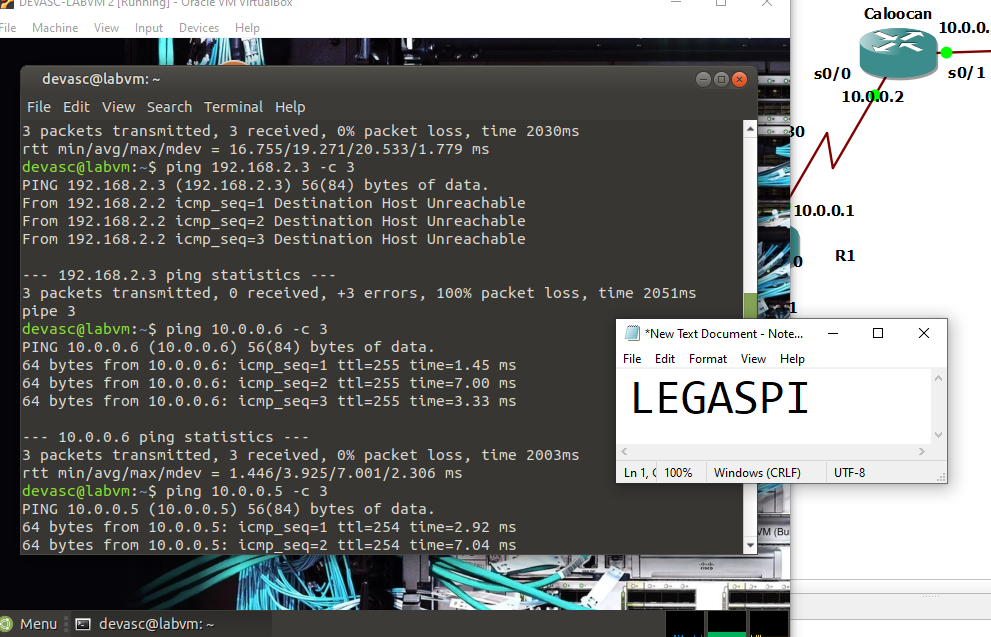 DEVASC-LABVM 2 [Running] - Oracle VM VirtualBox
File Machine View Input Devices Help
devasc@labvm: ~
File Edit View Search Terminal Help
3 packets transmitted, 3 received, 0% packet loss, time 2030ms
rtt min/avg/max/mdev = 16.755/19.271/20.533/1.779 ms
devasc@labvm:~$ ping 192.168.2.3 -c 3
PING 192.168.2.3 (192.168.2.3) 56(84) bytes of data.
From 192.168.2.2 icmp_seq=1 Destination Host Unreachable
From 192.168.2.2 icmp_seq=2 Destination Host Unreachable
From 192.168.2.2 icmp_seq=3 Destination Host Unreachable
--- 192.168.2.3 ping statistics ---
3 packets transmitted, 0 received, +3 errors, 100% packet loss, time 2051ms
pipe 3
devasc@labvm:~$ ping 10.0.0.6 -c 3
PING 10.0.0.6 (10.0.0.6) 56(84) bytes of data.
64 bytes from 10.0.0.6: icmp_seq=1 ttl=255 time=1.45 ms
64 bytes from 10.0.0.6: icmp_seq=2 ttl=255 time=7.00 ms
64 bytes from 10.0.0.6: icmp_seq=3 ttl=255 time=3.33 ms
--- 10.0.0.6 ping statistics ---
3 packets transmitted, 3 received, 0% packet loss, time 2003ms
rtt min/avg/max/mdev = 1.446/3.925/7.001/2.306 ms
devasc@labvm:~$ ping 10.0.0.5 -c 3
PING 10.0.0.5 (10.0.0.5) 56(84) bytes of data.
64 bytes from 10.0.0.5: icmp_seq=1 ttl=254 time=2.92 ms
64 bytes from 10.0.0.5: icmp_seq=2 ttl=254 time=7.04 ms
Menu devasc@labvm: ~
Caloocan
10.0.0.
s0/0
s0/1
10.0.0.2
30
10.0.0.1
0
R1
1
*New Text Document - Note...
File Edit Format View Help
LEGASPI
Ln 1, C 100% Windows (CRLF) UTF-8
VM (Bu
CISCO